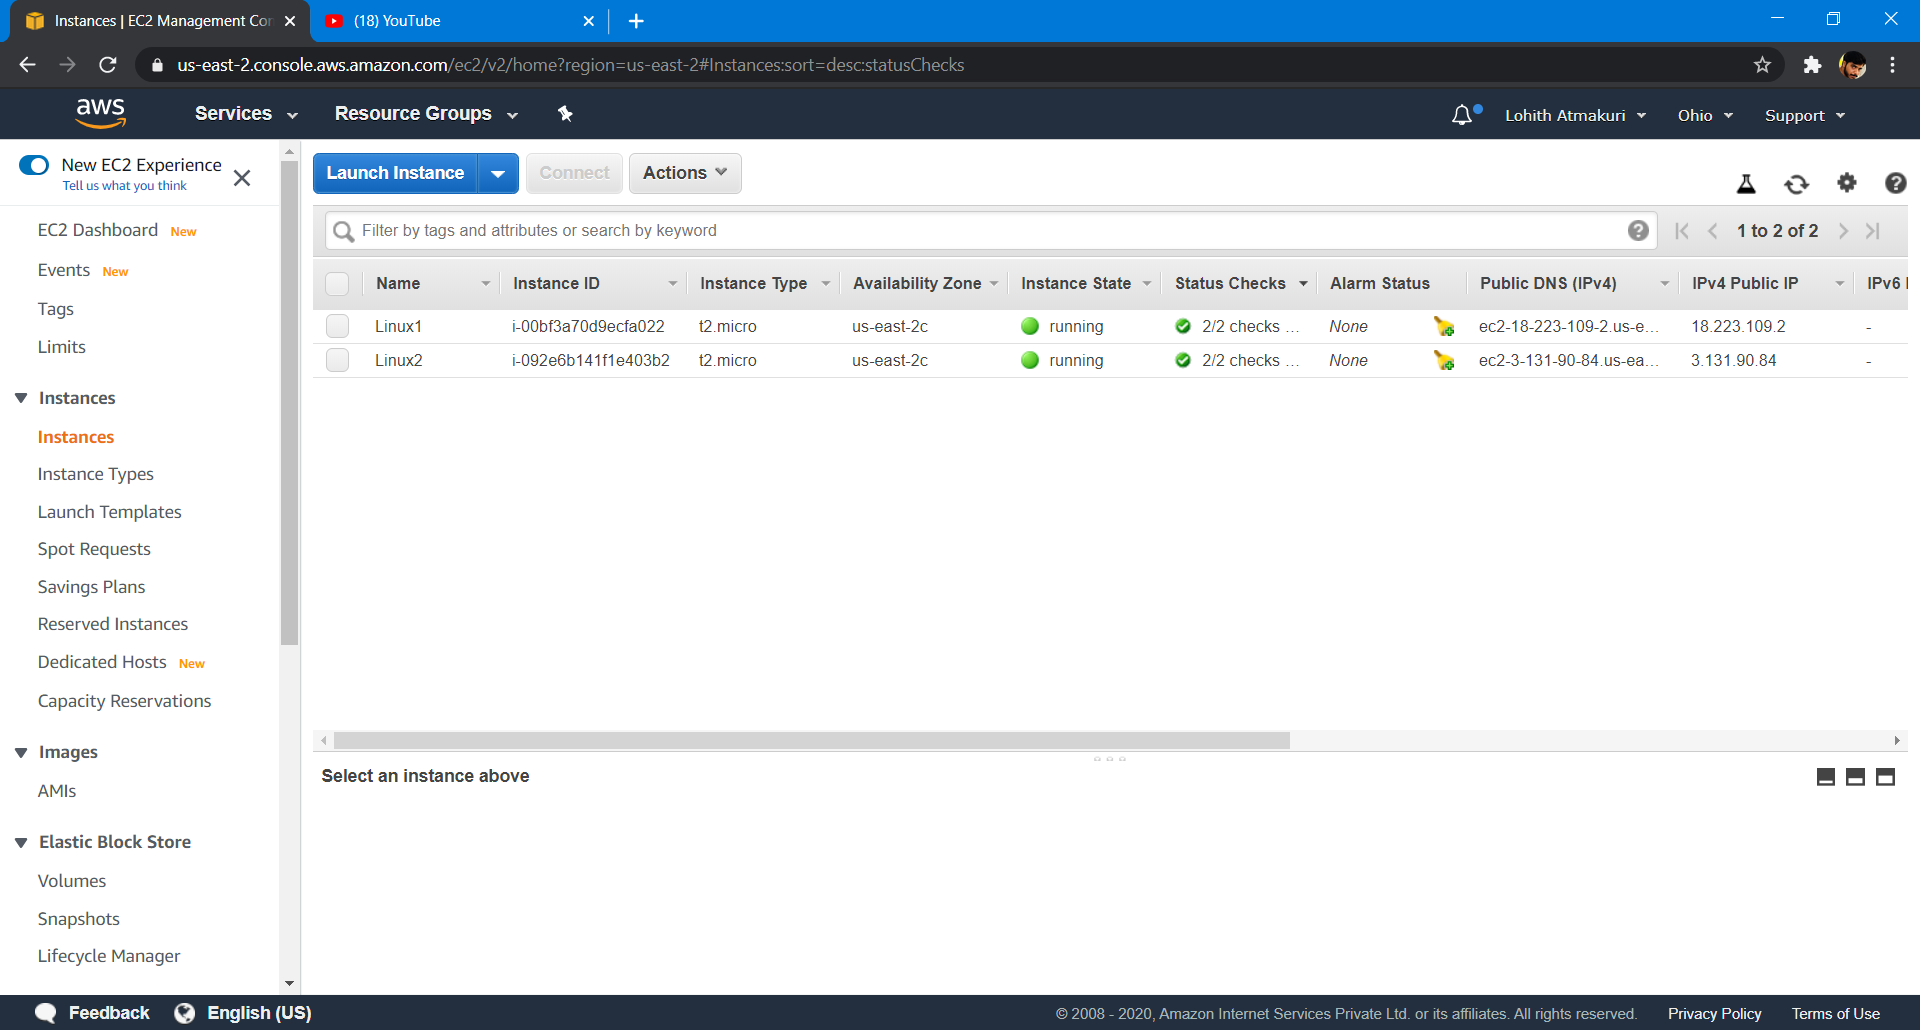 Instances | EC2 Management Con
(18) YouTube
us-east-2.console.aws.amazon.com/ec2/v2/home?region=us-east-2#Instances:sort=desc:statusChecks
aws
Services
Resource Groups
Lohith Atmakuri
Ohio
Support
New EC2 Experience
Tell us what you think
EC2 Dashboard New
Events New
Tags
Limits
Instances
Instances
Instance Types
Launch Templates
Spot Requests
Savings Plans
Reserved Instances
Dedicated Hosts New
Capacity Reservations
Images
AMIs
Elastic Block Store
Volumes
Snapshots
Lifecycle Manager
Launch Instance
Connect
Actions
Filter by tags and attributes or search by keyword
1 to 2 of 2
Name Instance ID Instance Type Availability Zone Instance State Status Checks Alarm Status Public DNS (IPv4) IPv4 Public IP IPv6
Linux1 i-00bf3a70d9ecfa022 t2.micro us-east-2c running 2/2 checks ... None ec2-18-223-109-2.us-e... 18.223.109.2 -
Linux2 i-092e6b141f1e403b2 t2.micro us-east-2c running 2/2 checks ... None ec2-3-131-90-84.us-ea... 3.131.90.84 -
Select an instance above
Feedback
English (US)
© 2008 - 2020, Amazon Internet Services Private Ltd. or its affiliates. All rights reserved.
Privacy Policy
Terms of Use